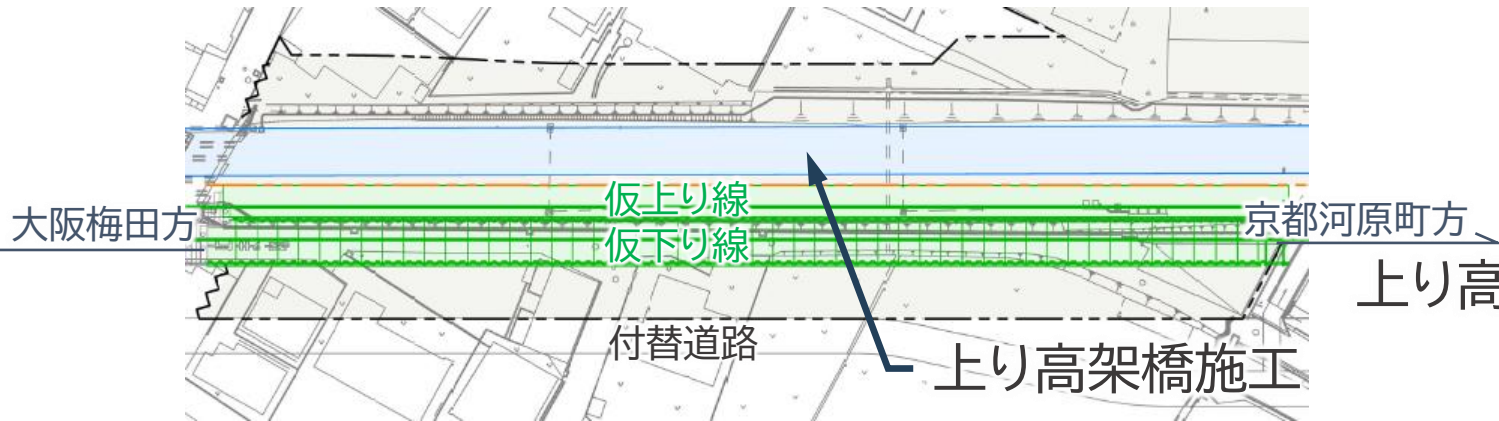 仮上り線
大阪梅田方
京都河原町方
仮下り線
上り高
付替道路
上り高架橋施工